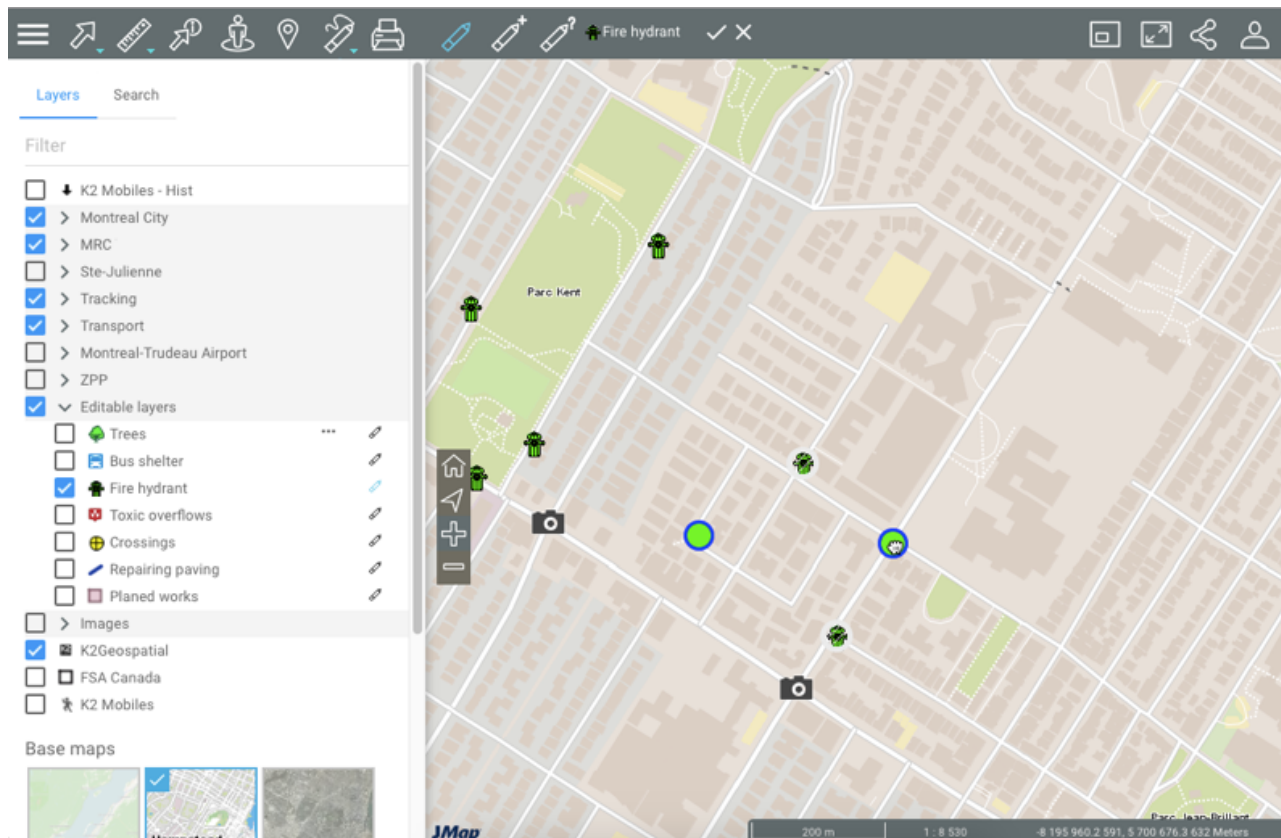 Fire hydrant
Layers
Search
Filter
K2 Mobiles - Hist
Montreal City
MRC
Ste-Julienne
Tracking
Transport
Montreal-Trudeau Airport
ZPP
Editable layers
Trees
Bus shelter
Fire hydrant
Toxic overflows
Crossings
Repairing paving
Planed works
Images
K2Geospatial
FSA Canada
K2 Mobiles
Base maps
Parc Kent
Parc Jean-Brillant
JMap
200 m
1 : 8 530
-8 195 960.2 591, 5 700 676.3 632 Meters